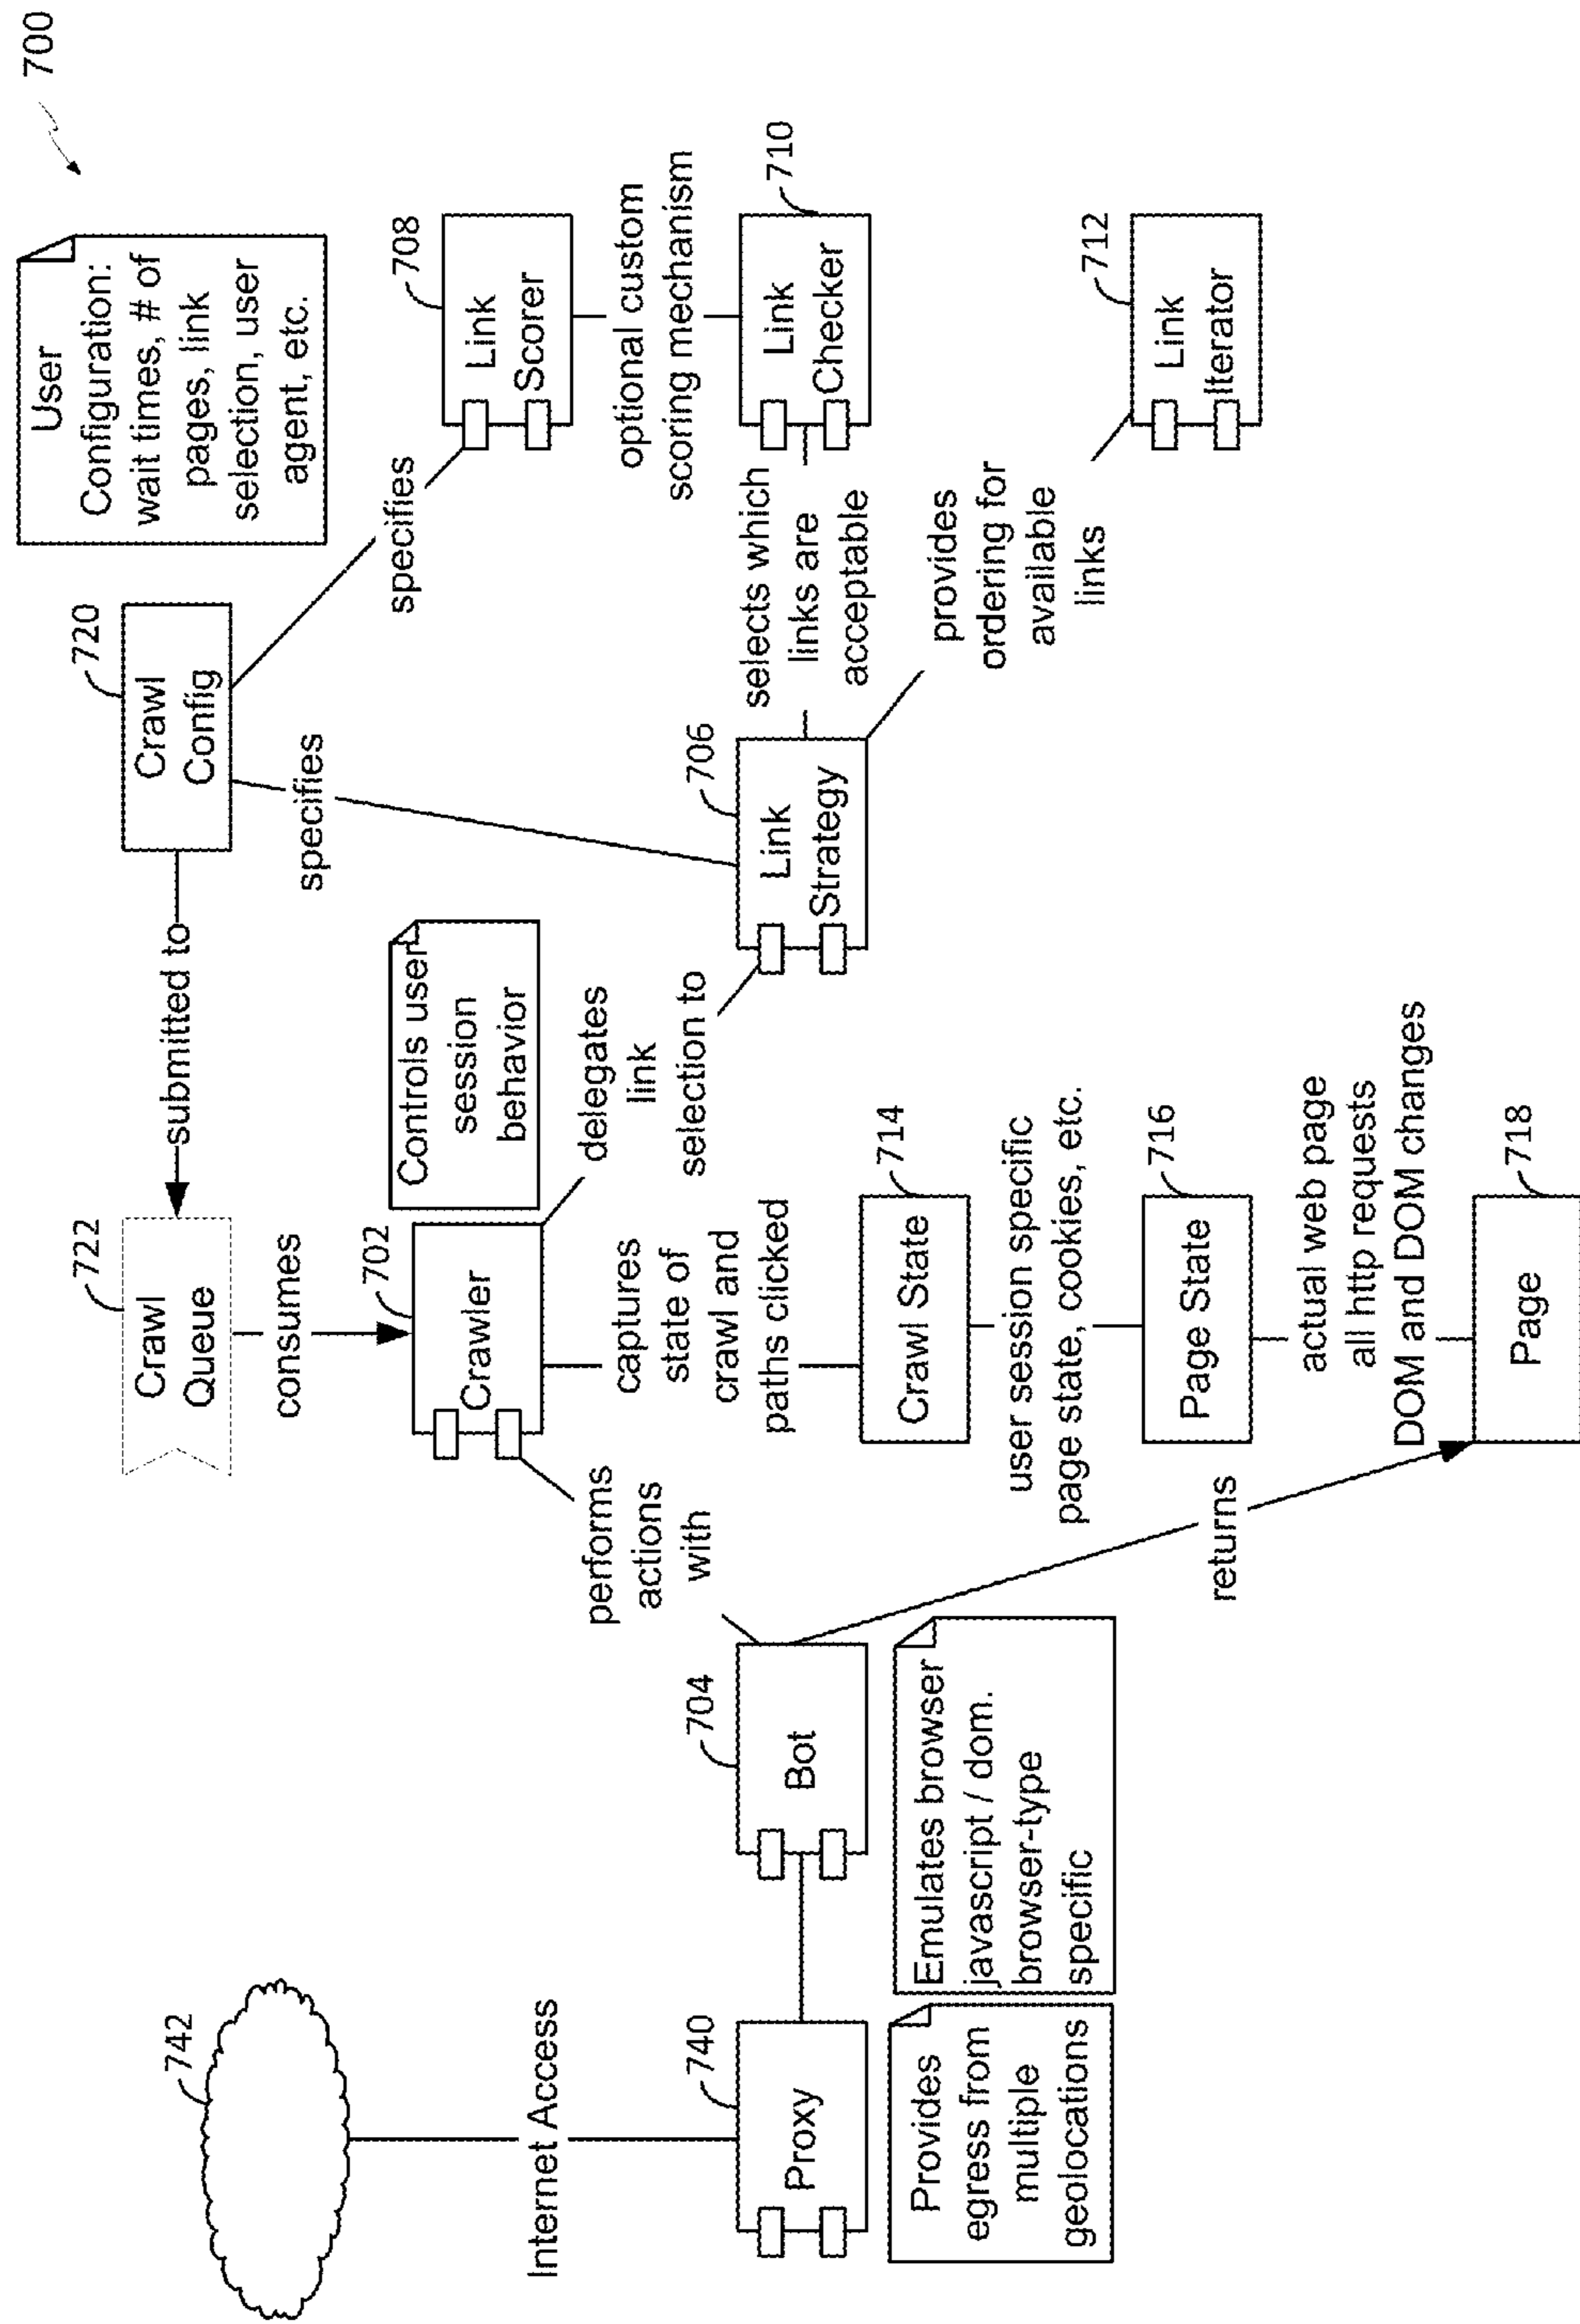 700
User
Configuration:
wait times, # of
pages, link
selection, user
agent, etc.
722
Crawl
Queue
submitted to
720
Crawl
Config
consumes
specifies
specifies
742
Internet Access
702
Crawler
Controls user
session
behavior
708
Link
Scorer
performs
actions
with
captures
state of
crawl and
paths clicked
delegates
link
selection to
optional custom
scoring mechanism
740
Proxy
704
Bot
706
Link
Strategy
selects which
links are
acceptable
710
Link
Checker
Provides
egress from
multiple
geolocations
Emulates browser
javascript / dom.
browser-type
specific
714
Crawl State
provides
ordering for
available
links
user session specific
page state, cookies, etc.
712
Link
Iterator
returns
716
Page State
actual web page
all http requests
DOM and DOM changes
718
Page